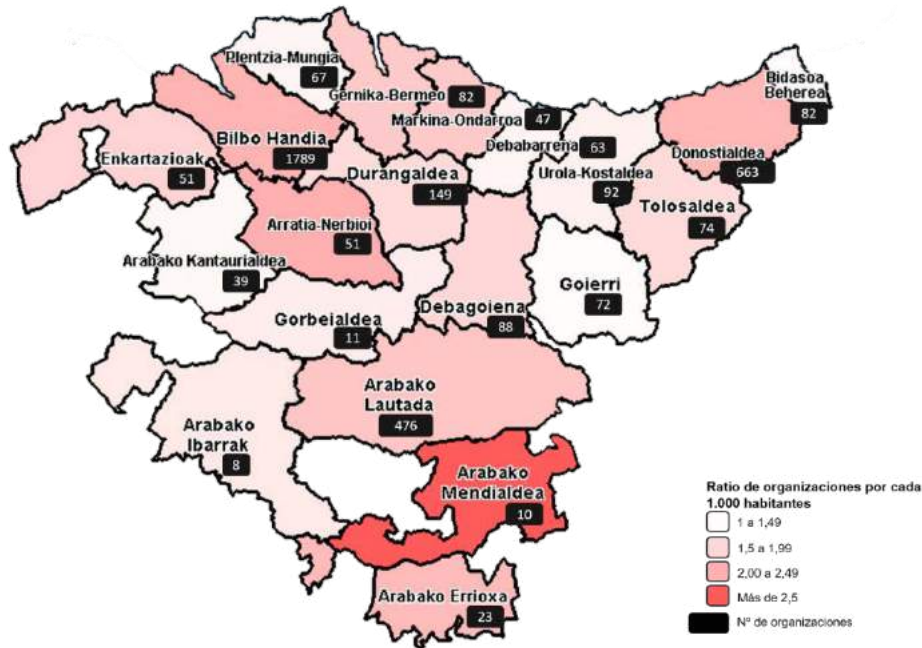 Plentzia-Mungia
67
Gernika-Bermeo
82
Markina-Ondarroa
47
Bidasoa
Beherea
82
Bilbo Handia
1789
Debabarrena
63
Donostialdea
663
Enkartazioak
51
Durangaldea
149
Urola-Kostaldea
92
Tolosaldea
74
Arratia-Nerbioi
51
Arabako Kantaurialdea
39
Goierri
72
Gorbeialdea
11
Debagoiena
88
Arabako
Lautada
476
Arabako
Ibarrak
8
Arabako
Mendialdea
10
Arabako Errioxa
23
Ratio de organizaciones por cada
1.000 habitantes
1 a 1,49
1,5 a 1,99
2,00 a 2,49
Más de 2,5
Nº de organizaciones